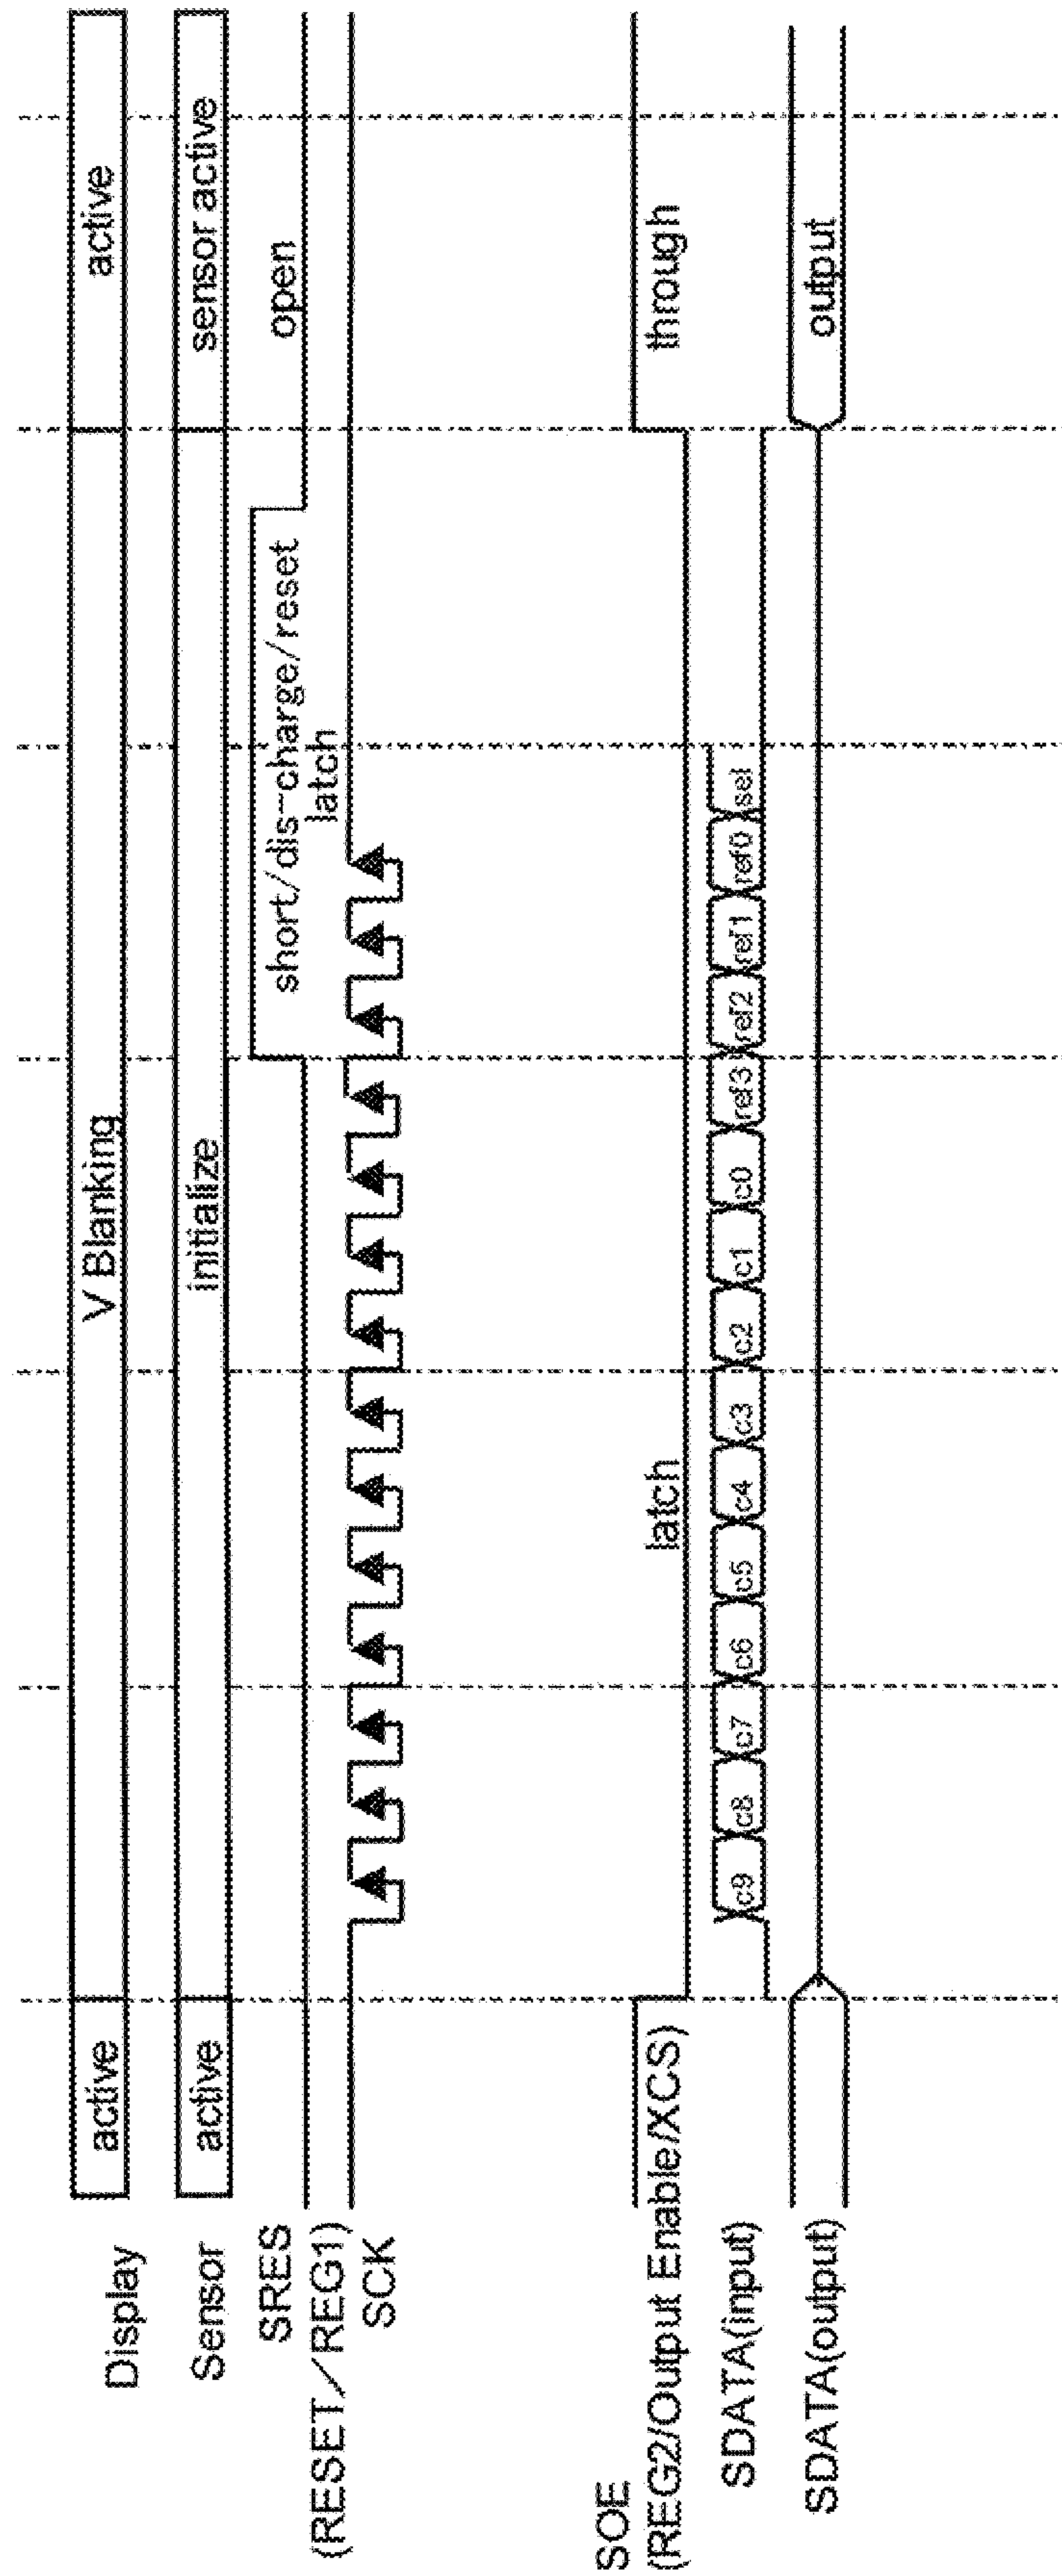 Display active V Blanking active
Sensor active initialize sensor active
SRES
(RESET/REG1) short/dis-charge/reset open
SCK latch
SOE
(REG2/Output Enable/XCS) latch through
SDATA(input) c9 c8 c7 c6 c5 c4 c3 c2 c1 c0 ref3 ref2 ref1 ref0 sel
SDATA(output) output